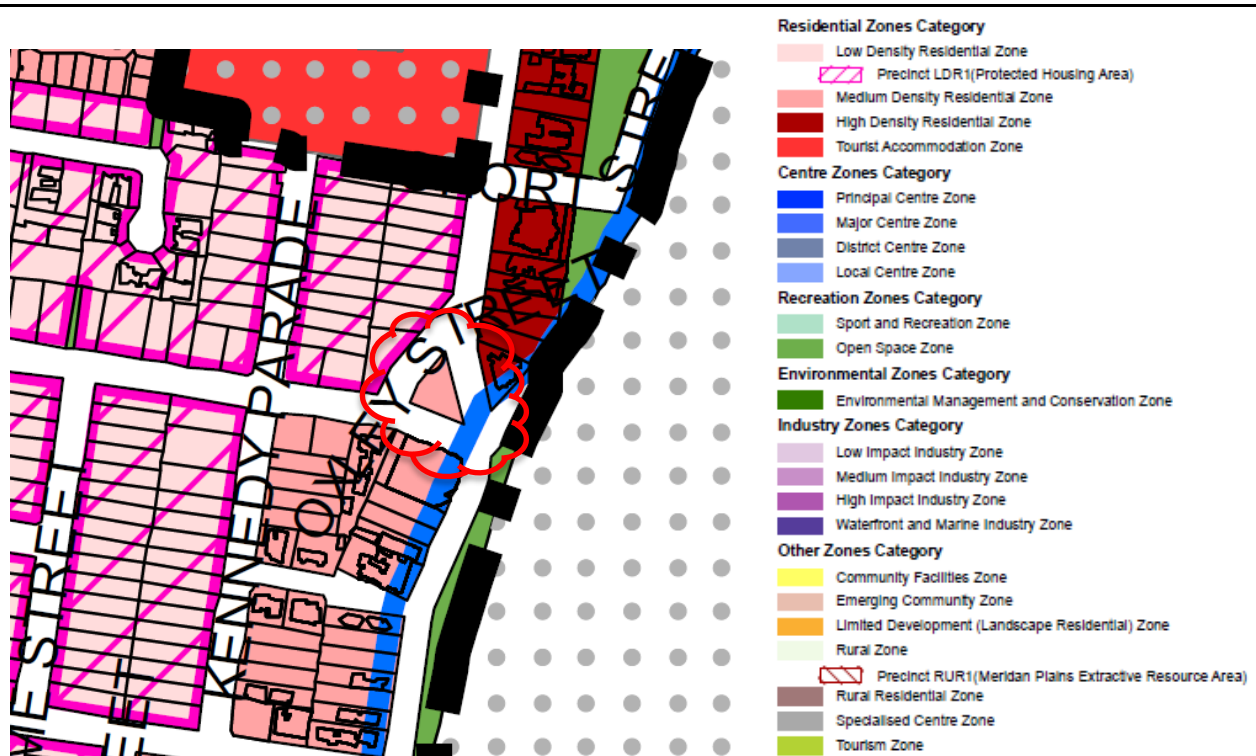 KENNEDY PARADE
STREET
Residential Zones Category
Low Density Residential Zone
Precinct LDR1(Protected Housing Area)
Medium Density Residential Zone
High Density Residential Zone
Tourist Accommodation Zone
Centre Zones Category
Principal Centre Zone
Major Centre Zone
District Centre Zone
Local Centre Zone
Recreation Zones Category
Sport and Recreation Zone
Open Space Zone
Environmental Zones Category
Environmental Management and Conservation Zone
Industry Zones Category
Low Impact Industry Zone
Medium Impact Industry Zone
High Impact Industry Zone
Waterfront and Marine Industry Zone
Other Zones Category
Community Facilities Zone
Emerging Community Zone
Limited Development (Landscape Residential) Zone
Rural Zone
Precinct RUR1(Meridan Plains Extractive Resource Area)
Rural Residential Zone
Specialised Centre Zone
Tourism Zone